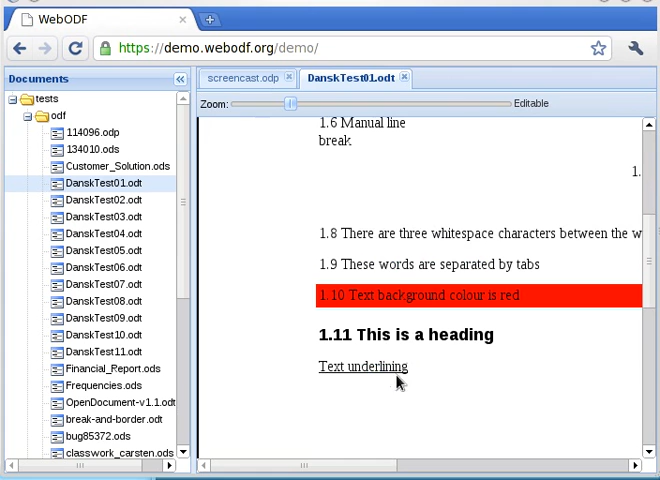 WebODF
https://demo.webodf.org/demo/
Documents
screencast.odp
DanskTest01.odt
Zoom:
Editable
tests
odf
114096.odp
134010.ods
Customer_Solution.ods
DanskTest01.odt
DanskTest02.odt
DanskTest03.odt
DanskTest04.odt
DanskTest05.odt
DanskTest06.odt
DanskTest07.odt
DanskTest08.odt
DanskTest09.odt
DanskTest10.odt
DanskTest11.odt
Financial_Report.ods
Frequencies.ods
OpenDocument-v1.1.odt
break-and-border.odt
bug85372.ods
classwork_carsten.ods
1.6 Manual line
break
1.
1.8 There are three whitespace characters between the w
1.9 These words are separated by tabs
1.10 Text background colour is red
1.11 This is a heading
Text underlining